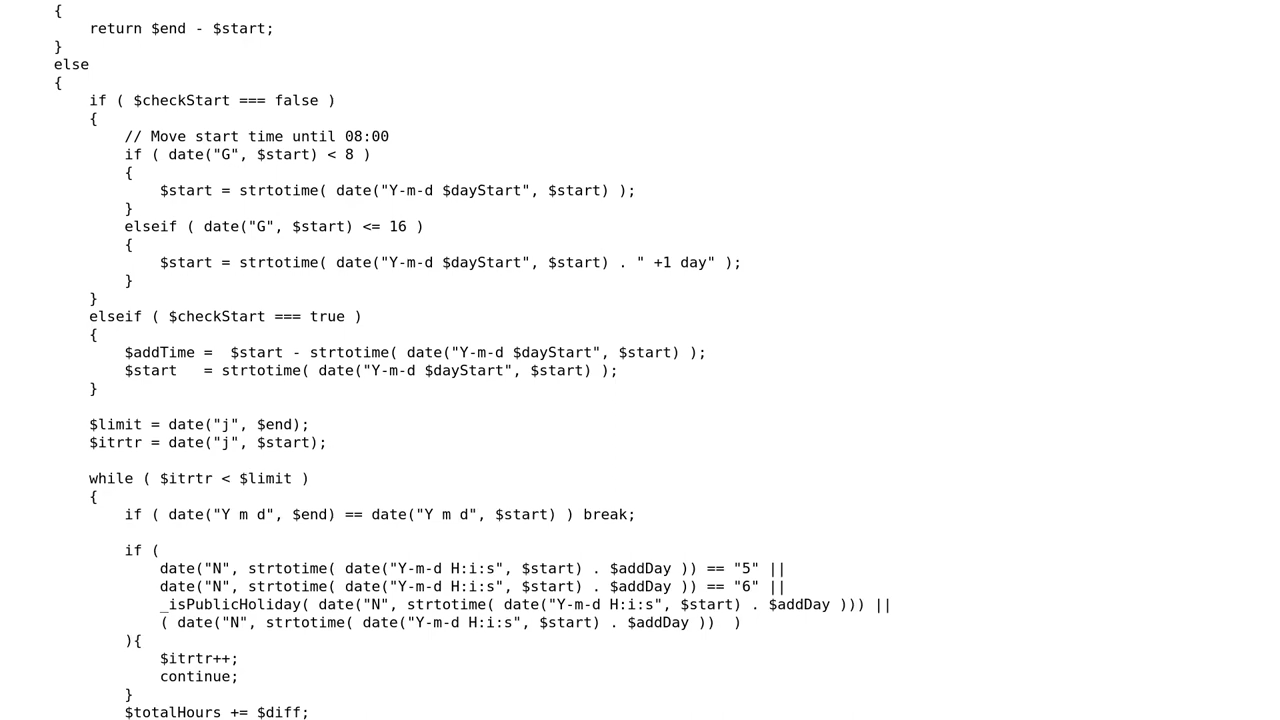 {
    return $end - $start;
}
else
{
    if ( $checkStart === false )
    {
        // Move start time until 08:00
        if ( date("G", $start) < 8 )
        {
            $start = strtotime( date("Y-m-d $dayStart", $start) );
        }
        elseif ( date("G", $start) <= 16 )
        {
            $start = strtotime( date("Y-m-d $dayStart", $start) . " +1 day" );
        }
    }
    elseif ( $checkStart === true )
    {
        $addTime =  $start - strtotime( date("Y-m-d $dayStart", $start) );
        $start   = strtotime( date("Y-m-d $dayStart", $start) );
    }

    $limit = date("j", $end);
    $itrtr = date("j", $start);

    while ( $itrtr < $limit )
    {
        if ( date("Y m d", $end) == date("Y m d", $start) ) break;

        if (
            date("N", strtotime( date("Y-m-d H:i:s", $start) . $addDay )) == "5" ||
            date("N", strtotime( date("Y-m-d H:i:s", $start) . $addDay )) == "6" ||
            _isPublicHoliday( date("N", strtotime( date("Y-m-d H:i:s", $start) . $addDay ))) ||
            ( date("N", strtotime( date("Y-m-d H:i:s", $start) . $addDay ))  )
        ){
            $itrtr++;
            continue;
        }
        $totalHours += $diff;